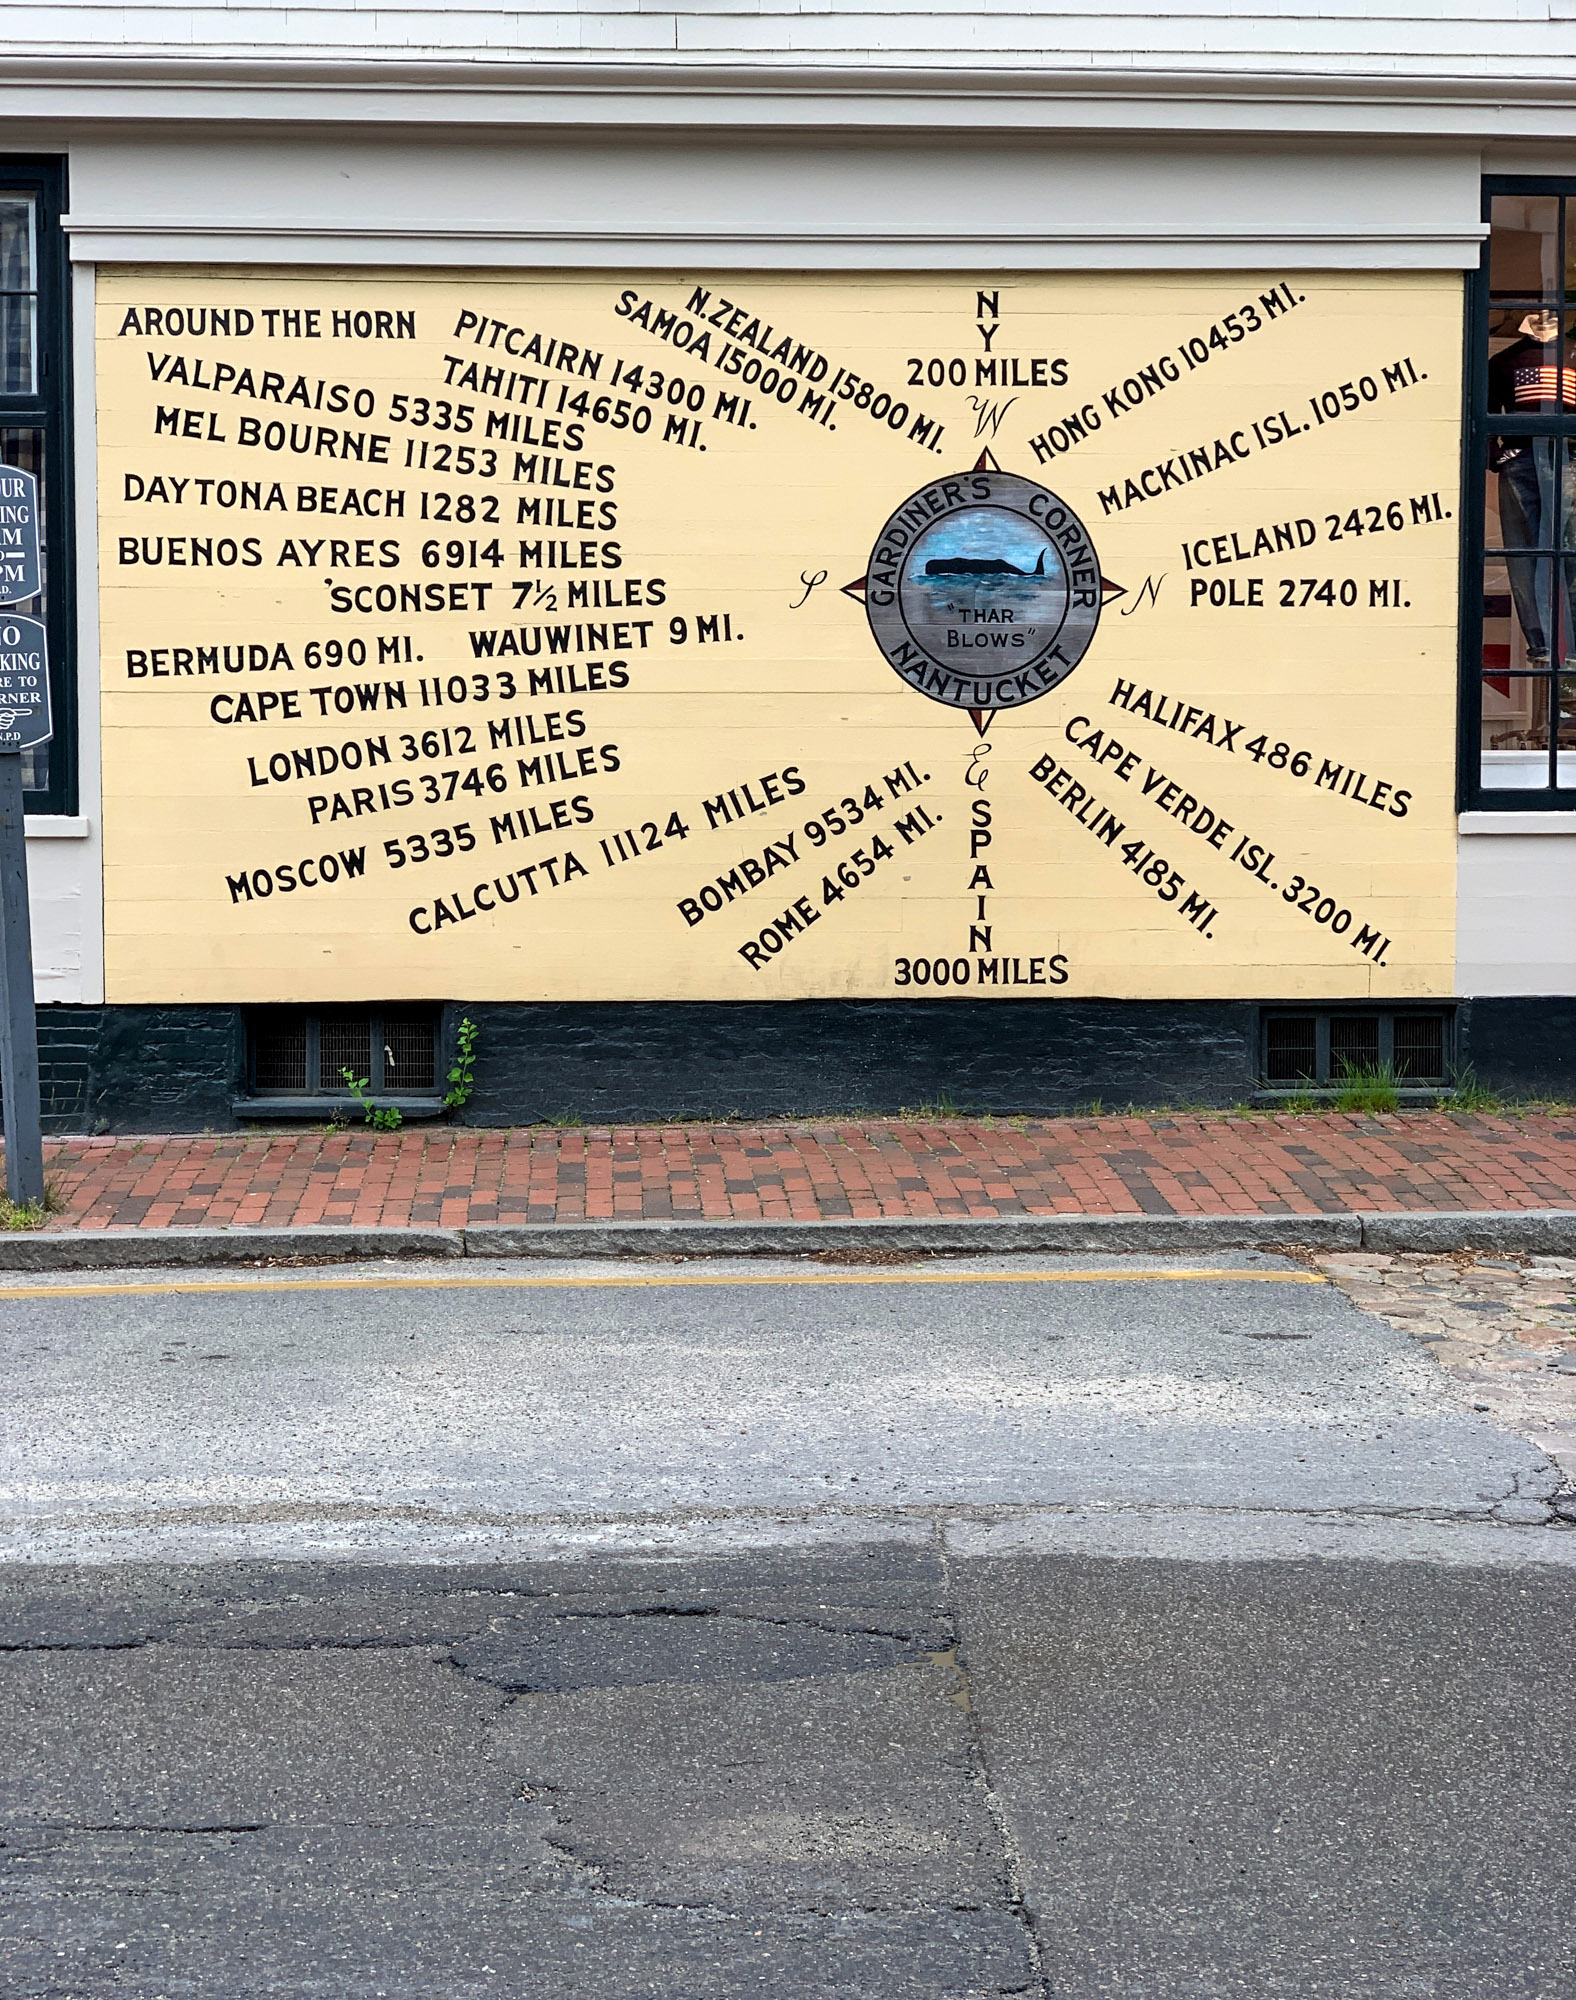 AROUND THE HORN
VALPARAISO 5335 MILES
MEL BOURNE 11253 MILES
DAYTONA BEACH 1282 MILES
BUENOS AYRES 6914 MILES
'SCONSET 7½ MILES
BERMUDA 690 MI.
WAUWINET 9 MI.
CAPE TOWN 11033 MILES
LONDON 3612 MILES
PARIS 3746 MILES
MOSCOW 5335 MILES
CALCUTTA 11124 MILES
BOMBAY 9534 MI.
ROME 4654 MI.
PITCAIRN 14300 MI.
TAHITI 14650 MI.
SAMOA 15000 MI.
N.ZEALAND 15800 MI.
NY
200 MILES
W
HONG KONG 10453 MI.
MACKINAC ISL. 1050 MI.
ICELAND 2426 MI.
N
POLE 2740 MI.
HALIFAX 486 MILES
CAPE VERDE ISL. 3200 MI.
BERLIN 4185 MI.
E
SPAIN
3000 MILES
S
GARDINER'S CORNER
"THAR
BLOWS"
NANTUCKET
NO
N.P.D